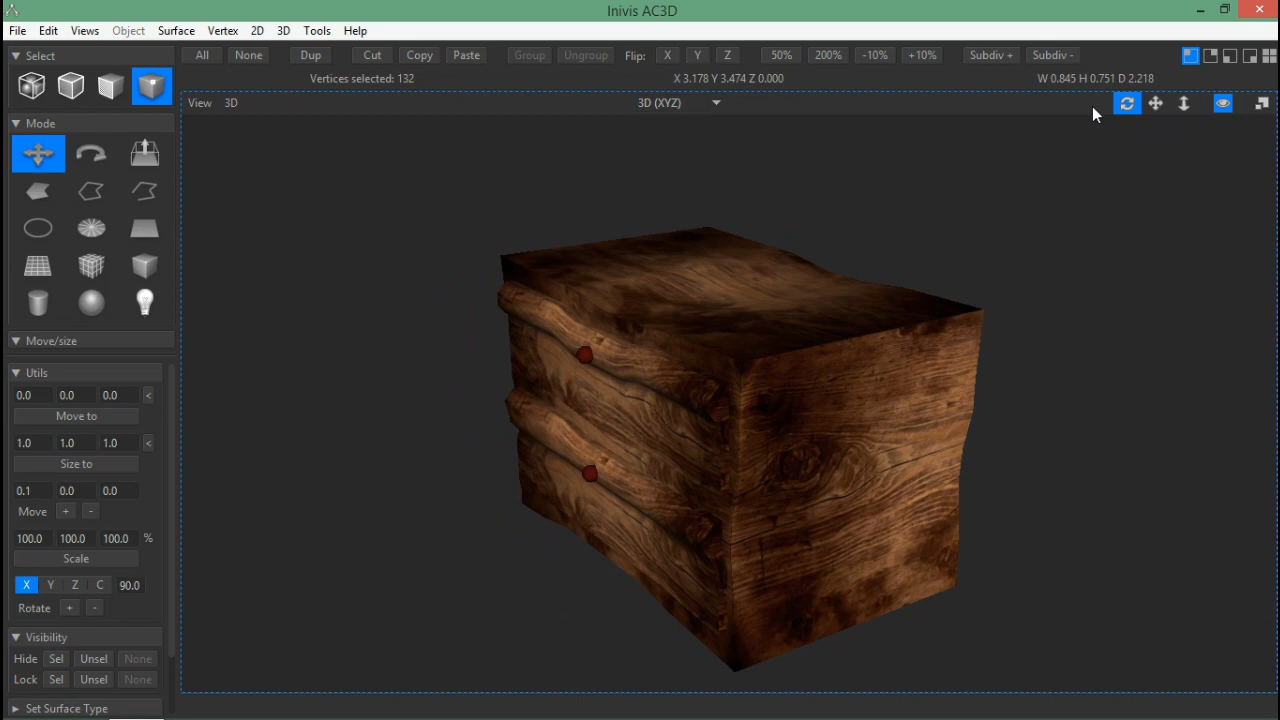 Inivis AC3D
File Edit Views Object Surface Vertex 2D 3D Tools Help
Select All None Dup Cut Copy Paste Group Ungroup Flip: X Y Z 50% 200% -10% +10% Subdiv + Subdiv -
Vertices selected: 132 X 3.178 Y 3.474 Z 0.000 W 0.845 H 0.751 D 2.218
View 3D 3D (XYZ)
Mode
Move/size
Utils
0.0 0.0 0.0 <
Move to
1.0 1.0 1.0 <
Size to
0.1 0.0 0.0
Move + -
100.0 100.0 100.0 %
Scale
X Y Z C 90.0
Rotate + -
Visibility
Hide Sel Unsel None
Lock Sel Unsel None
Set Surface Type